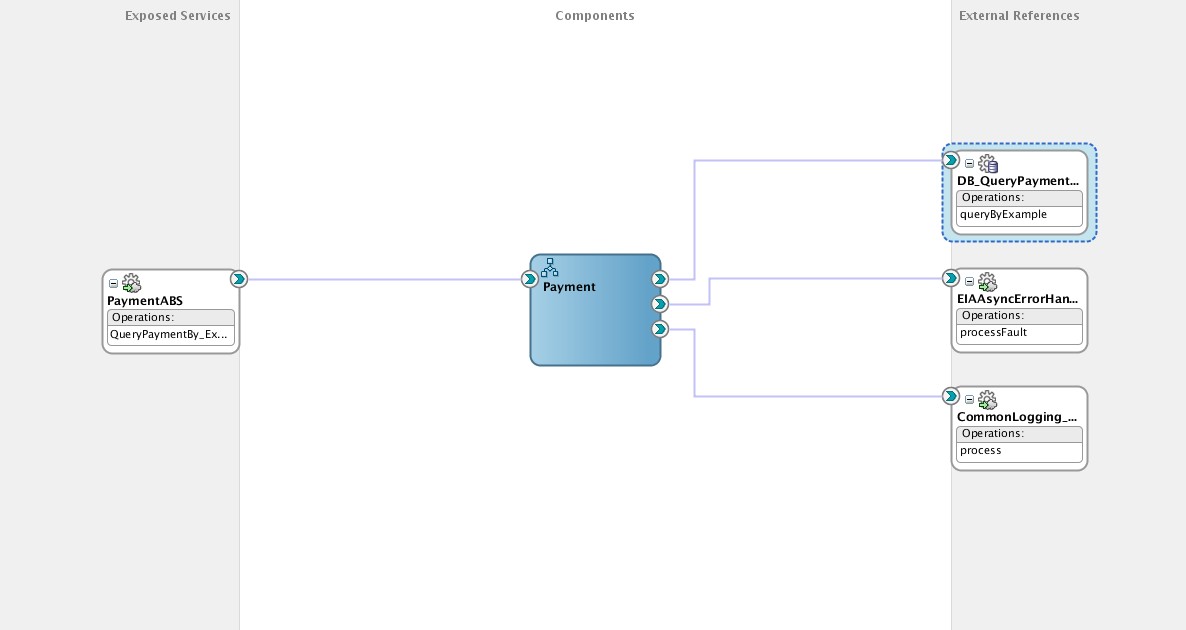 Exposed Services
Components
External References
DB_QueryPayment...
Operations:
queryByExample
PaymentABS
Operations:
QueryPaymentBy_Ex...
Payment
EIAAsyncErrorHan...
Operations:
processFault
CommonLogging_...
Operations:
process